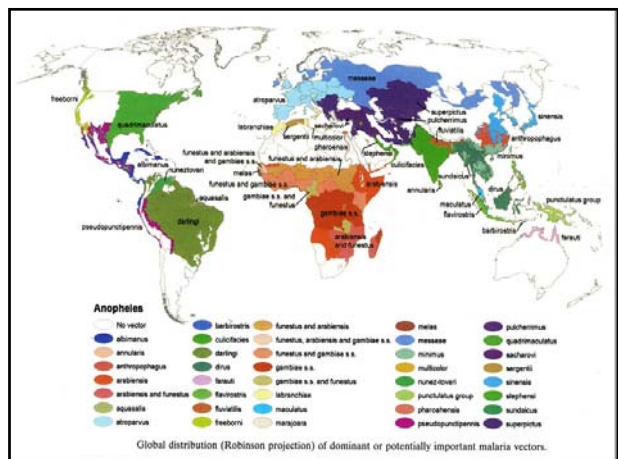 messeae
freeborni
atroparvus
quadrimaculatus
sacharovi
superpictus
pulcherrimus
fluviatilis
sinensis
labranchiae
sergentii
multicolor
pharoensis
anthropophagus
stephensi
minimus
albimanus
nuneztovari
funestus and arabiensis
and gambiae s.s.
funestus and arabiensis
culicifacies
melas
funestus and gambiae s.s.
arabiensis
sundaicus
aquasalis
gambiae s.s. and
funestus
annularis
dirus
punctulatus group
darlingi
gambiae s.s.
maculatus
flavirostris
pseudopunctipennis
arabiensis
and funestus
barbirostris
farauti
Anopheles
No vector
albimanus
annularis
anthropophagus
arabiensis
arabiensis and funestus
aquasalis
atroparvus
barbirostris
culicifacies
darlingi
dirus
farauti
flavirostris
fluviatilis
freeborni
funestus and arabiensis
funestus, arabiensis and gambiae s.s.
funestus and gambiae s.s.
gambiae s.s.
gambiae s.s. and funestus
labranchiae
maculatus
marajoara
melas
messeae
minimus
multicolor
nunez-tovari
punctulatus group
pharoahensis
pseudopunctipennis
pulcherrimus
quadrimaculatus
sacharovi
sergentii
sinensis
stephensi
sundaicus
superpictus
Global distribution (Robinson projection) of dominant or potentially important malaria vectors.